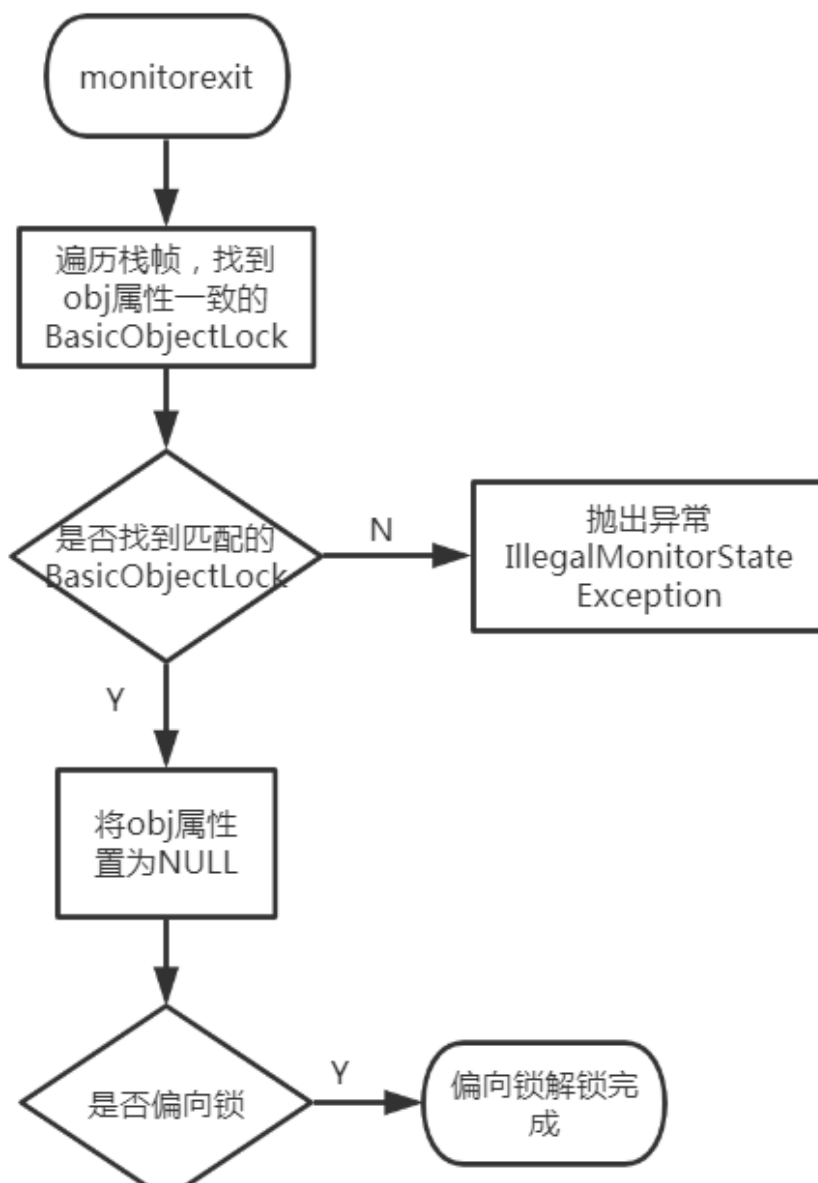 monitorexit
遍历栈帧，找到
obj属性一致的
BasicObjectLock
是否找到匹配的
BasicObjectLock
N
抛出异常
IllegalMonitorState
Exception
Y
将obj属性
置为NULL
是否偏向锁
Y
偏向锁解锁完
成